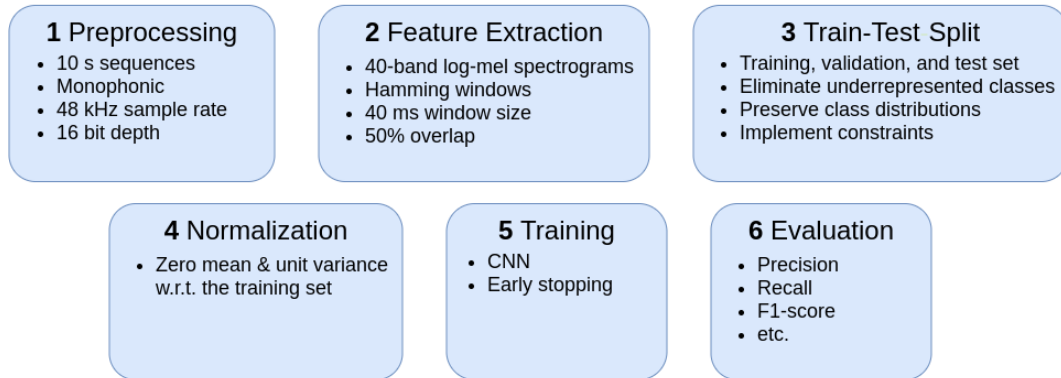 1 Preprocessing
• 10 s sequences
• Monophonic
• 48 kHz sample rate
• 16 bit depth
2 Feature Extraction
• 40-band log-mel spectrograms
• Hamming windows
• 40 ms window size
• 50% overlap
3 Train-Test Split
• Training, validation, and test set
• Eliminate underrepresented classes
• Preserve class distributions
• Implement constraints
4 Normalization
• Zero mean & unit variance
w.r.t. the training set
5 Training
• CNN
• Early stopping
6 Evaluation
• Precision
• Recall
• F1-score
• etc.